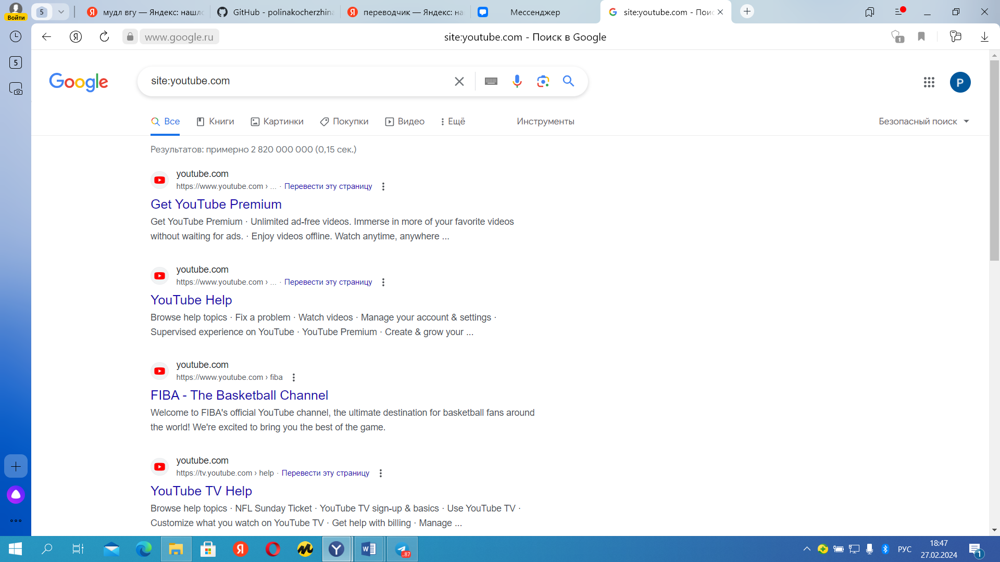 Войти
5
мудл вгу — Яндекс: нашло
GitHub - polinakocherzhina
переводчик — Яндекс: на
Мессенджер
site:youtube.com - Поис
www.google.ru
site:youtube.com - Поиск в Google
1
5
Google
site:youtube.com
P
Все
Книги
Картинки
Покупки
Видео
Ещё
Инструменты
Безопасный поиск
Результатов: примерно 2 820 000 000 (0,15 сек.)
youtube.com
https://www.youtube.com › ... · Перевести эту страницу
Get YouTube Premium
Get YouTube Premium · Unlimited ad-free videos. Immerse in more of your favorite videos
without waiting for ads. · Enjoy videos offline. Watch anytime, anywhere ...
youtube.com
https://www.youtube.com › ... · Перевести эту страницу
YouTube Help
Browse help topics · Fix a problem · Watch videos · Manage your account & settings ·
Supervised experience on YouTube · YouTube Premium · Create & grow your ...
youtube.com
https://www.youtube.com › fiba
FIBA - The Basketball Channel
Welcome to FIBA's official YouTube channel, the ultimate destination for basketball fans around
the world! We're excited to bring you the best of the game.
youtube.com
https://tv.youtube.com › help · Перевести эту страницу
YouTube TV Help
Browse help topics · NFL Sunday Ticket · YouTube TV sign-up & basics · Use YouTube TV ·
Customize what you watch on YouTube TV · Get help with billing · Manage ...
..87
РУС
18:47
27.02.2024
1